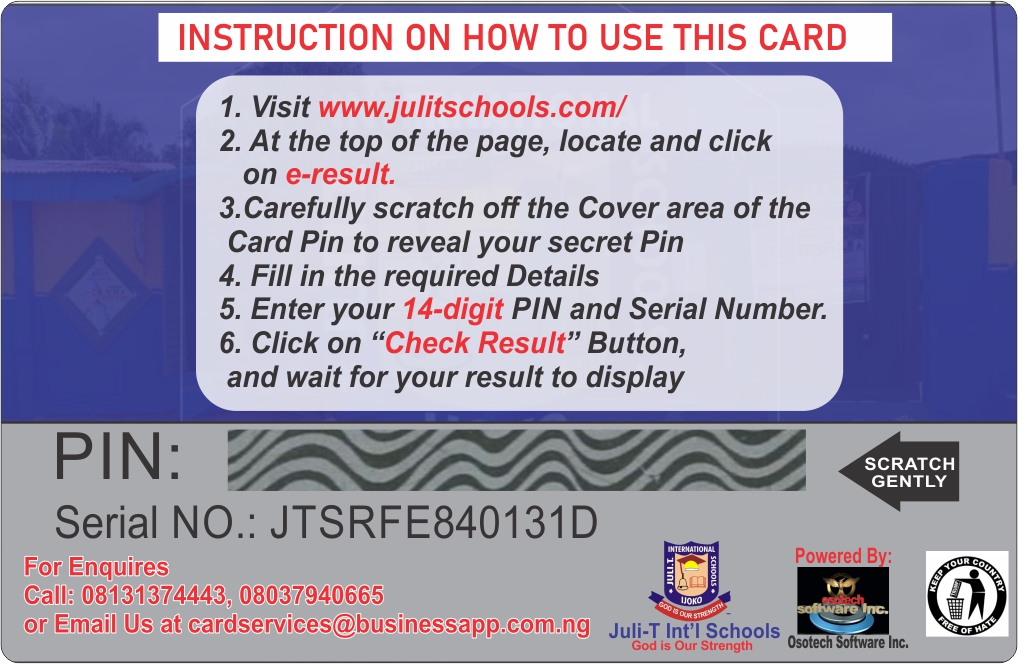 INSTRUCTION ON HOW TO USE THIS CARD
1. Visit www.julitschools.com/
2. At the top of the page, locate and click
on e-result.
3.Carefully scratch off the Cover area of the
Card Pin to reveal your secret Pin
4. Fill in the required Details
5. Enter your 14-digit PIN and Serial Number.
6. Click on “Check Result” Button,
and wait for your result to display
PIN:
SCRATCH
GENTLY
Serial NO.: JTSRFE840131D
For Enquires
Call: 08131374443, 08037940665
or Email Us at cardservices@businessapp.com.ng
JULI.T. INTERNATIONAL SCHOOLS
IJOKO
GOD IS OUR STRENGTH
Juli-T Int’l Schools
God is Our Strength
Powered By:
osotech
software Inc.
Osotech Software Inc.
KEEP YOUR COUNTRY
FREE OF HATE